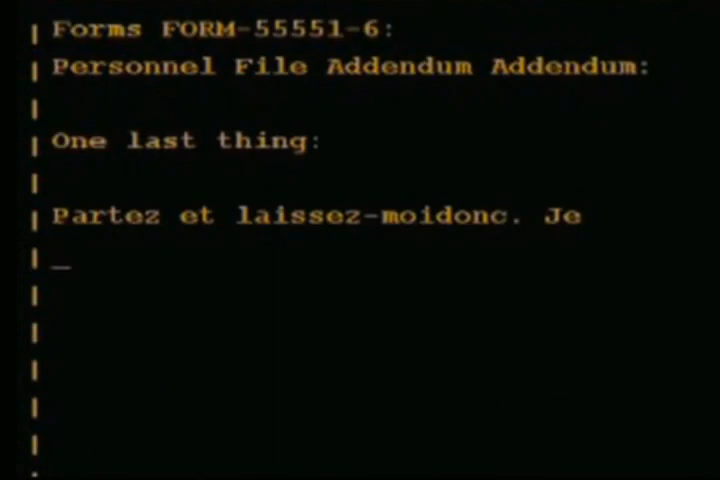 Forms FORM-55551-6:
Personnel File Addendum Addendum:
One last thing:
Partez et laissez-moidonc. Je
_